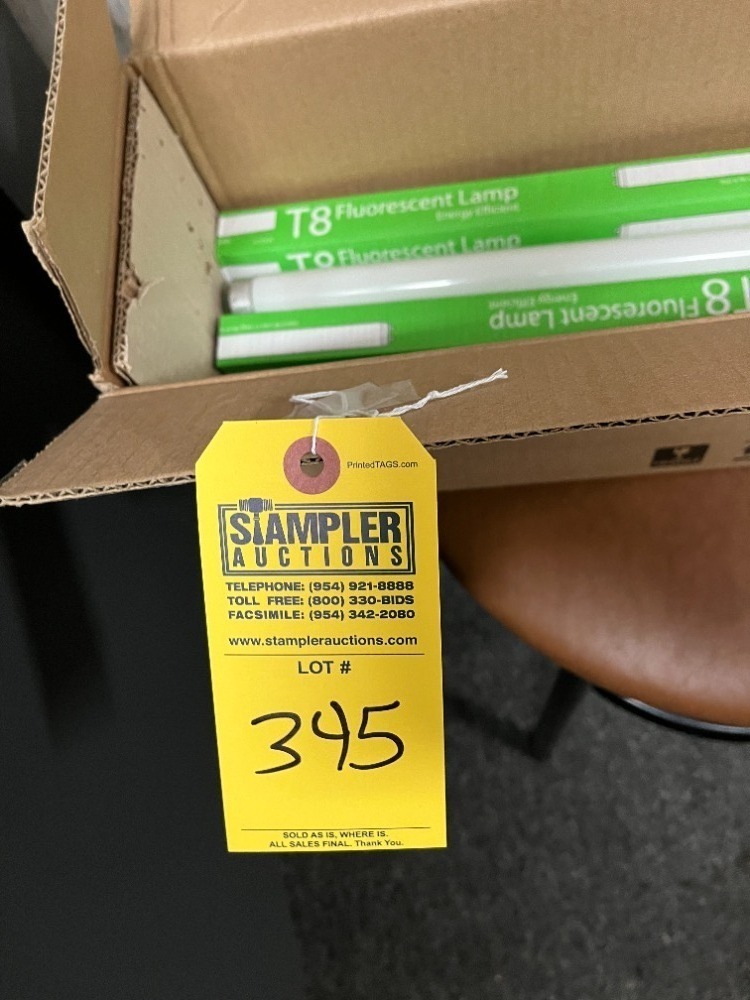 T8 Fluorescent Lamp
Energy Efficient
T8 Fluorescent Lamp
T8 Fluorescent Lamp
Energy Efficient
PrintedTAGS.com
STAMPLER
AUCTIONS
TELEPHONE: (954) 921-8888
TOLL FREE: (800) 330-BIDS
FACSIMILE: (954) 342-2080
www.stamplerauctions.com
LOT #
345
SOLD AS IS, WHERE IS.
ALL SALES FINAL. Thank You.